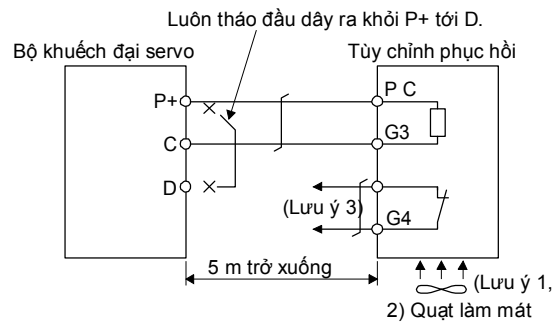 Luôn tháo đầu dây ra khỏi P+ tới D.
Bộ khuếch đại servo
Tùy chỉnh phục hồi
P+
P C
C
G3
D
(Lưu ý 3)
G4
5 m trở xuống
(Lưu ý 1,
2) Quạt làm mát